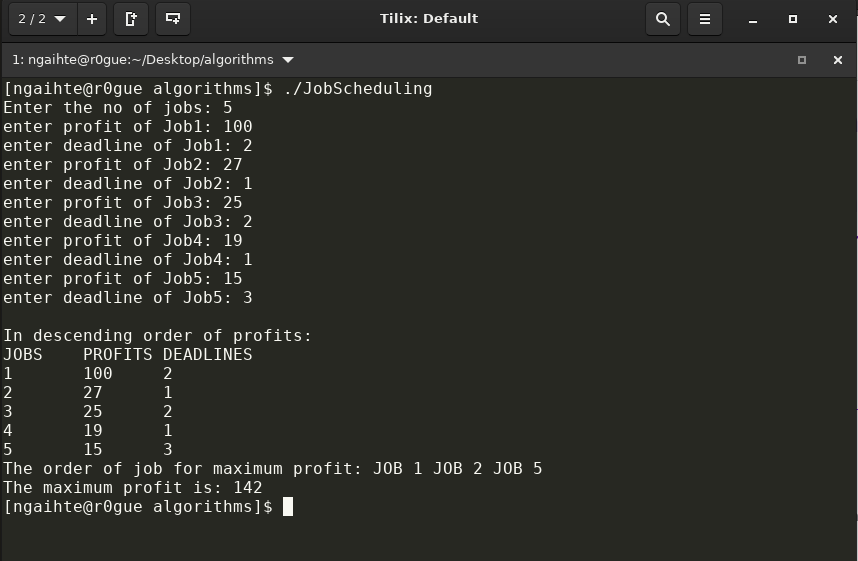 2 / 2
Tilix: Default
1: ngaihte@r0gue:~/Desktop/algorithms
[ngaihte@r0gue algorithms]$ ./JobScheduling
Enter the no of jobs: 5
enter profit of Job1: 100
enter deadline of Job1: 2
enter profit of Job2: 27
enter deadline of Job2: 1
enter profit of Job3: 25
enter deadline of Job3: 2
enter profit of Job4: 19
enter deadline of Job4: 1
enter profit of Job5: 15
enter deadline of Job5: 3
In descending order of profits:
JOBS    PROFITS DEADLINES
1       100     2
2       27      1
3       25      2
4       19      1
5       15      3
The order of job for maximum profit: JOB 1 JOB 2 JOB 5
The maximum profit is: 142
[ngaihte@r0gue algorithms]$